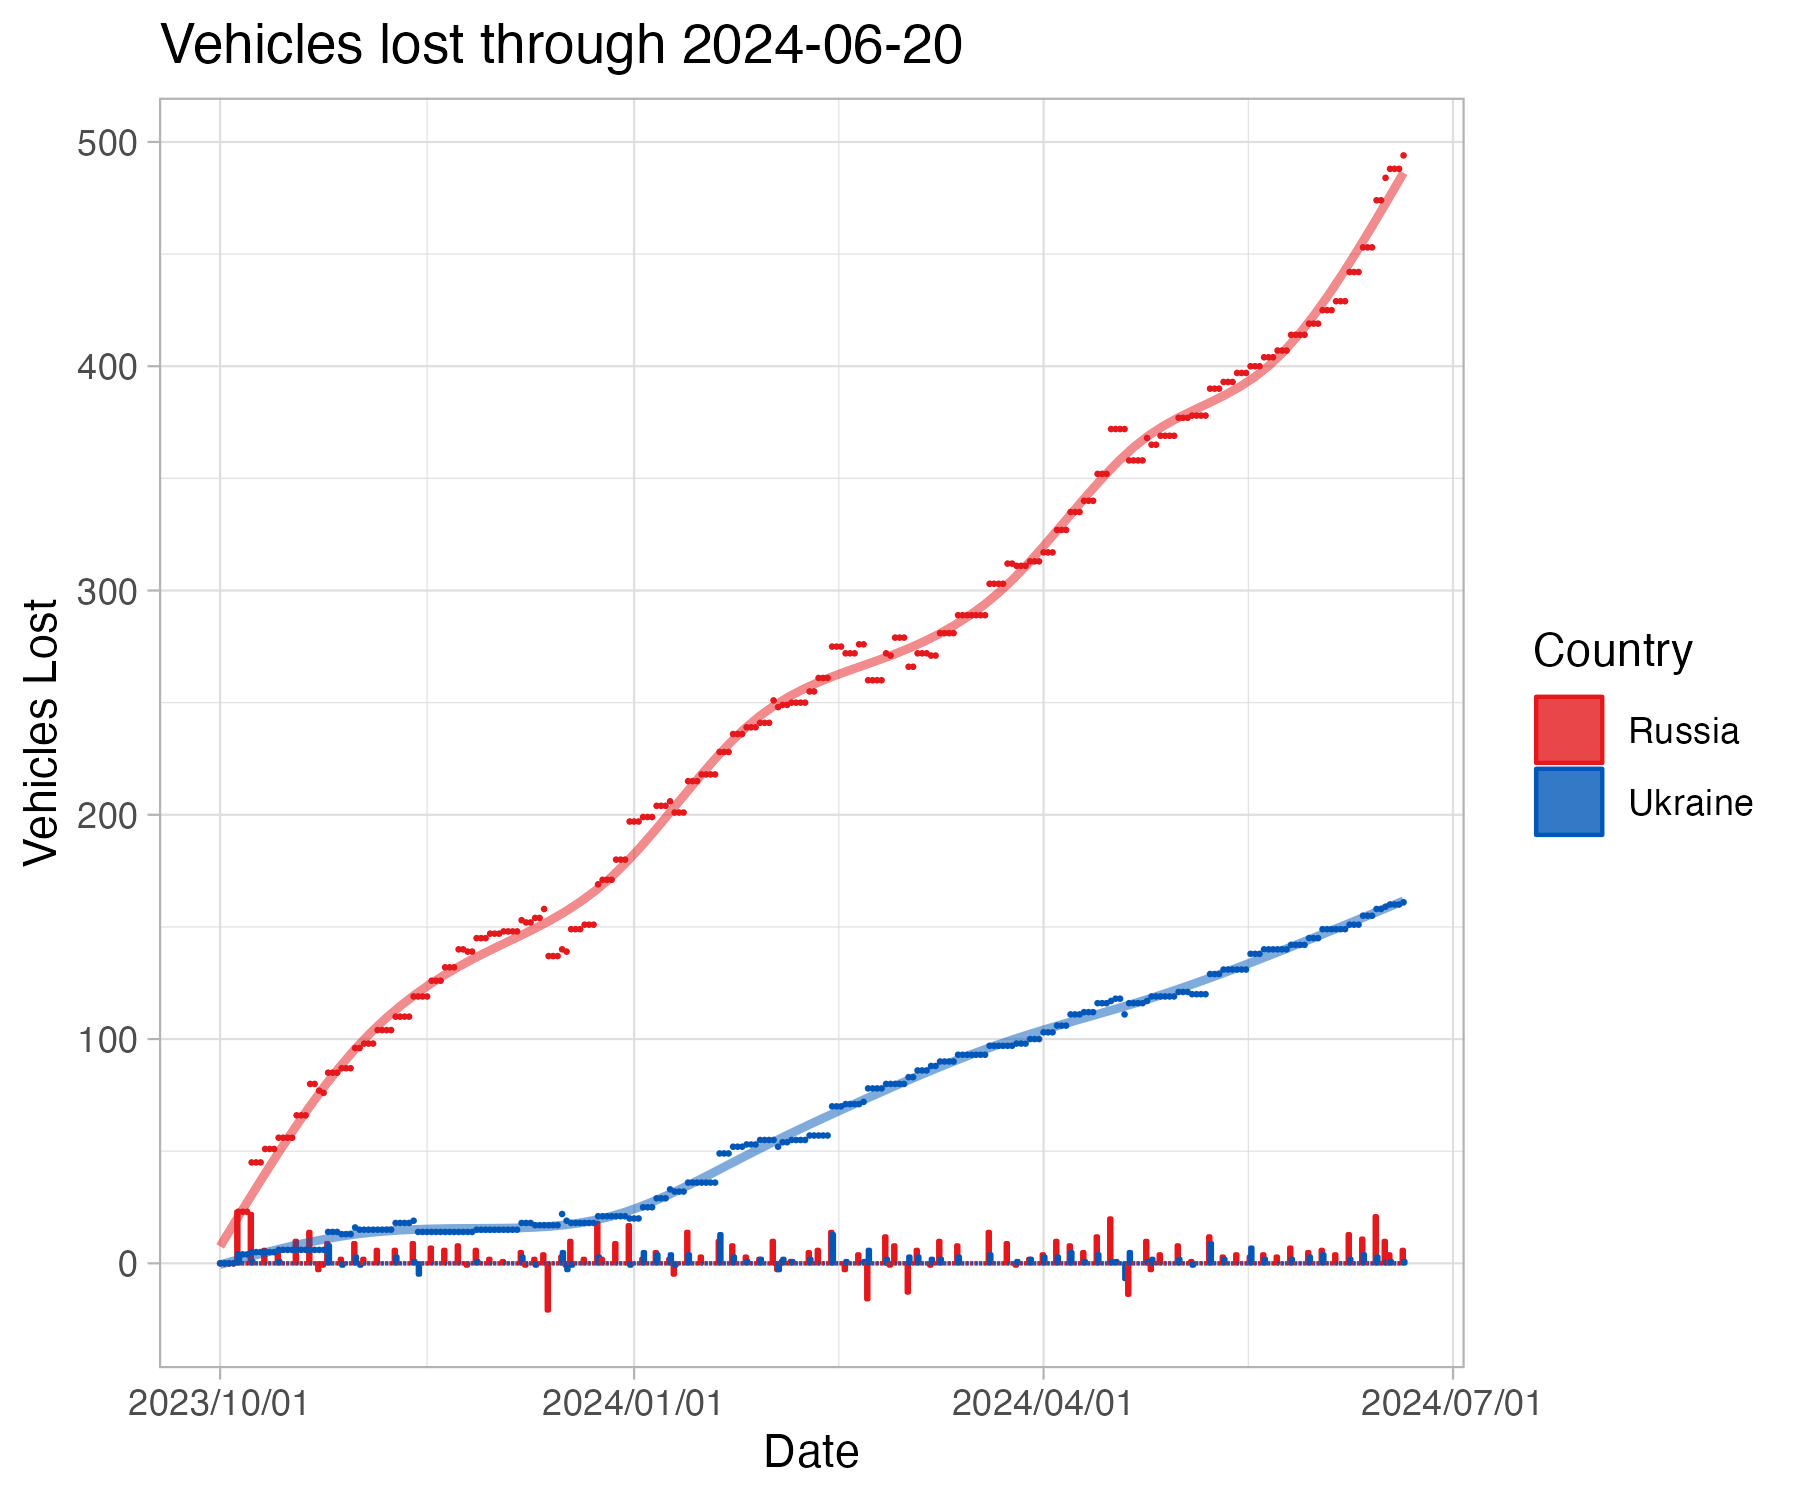 Vehicles lost through 2024-06-20
500
400
300
200
100
0
Vehicles Lost
2023/10/01
2024/01/01
2024/04/01
2024/07/01
Date
Country
Russia
Ukraine